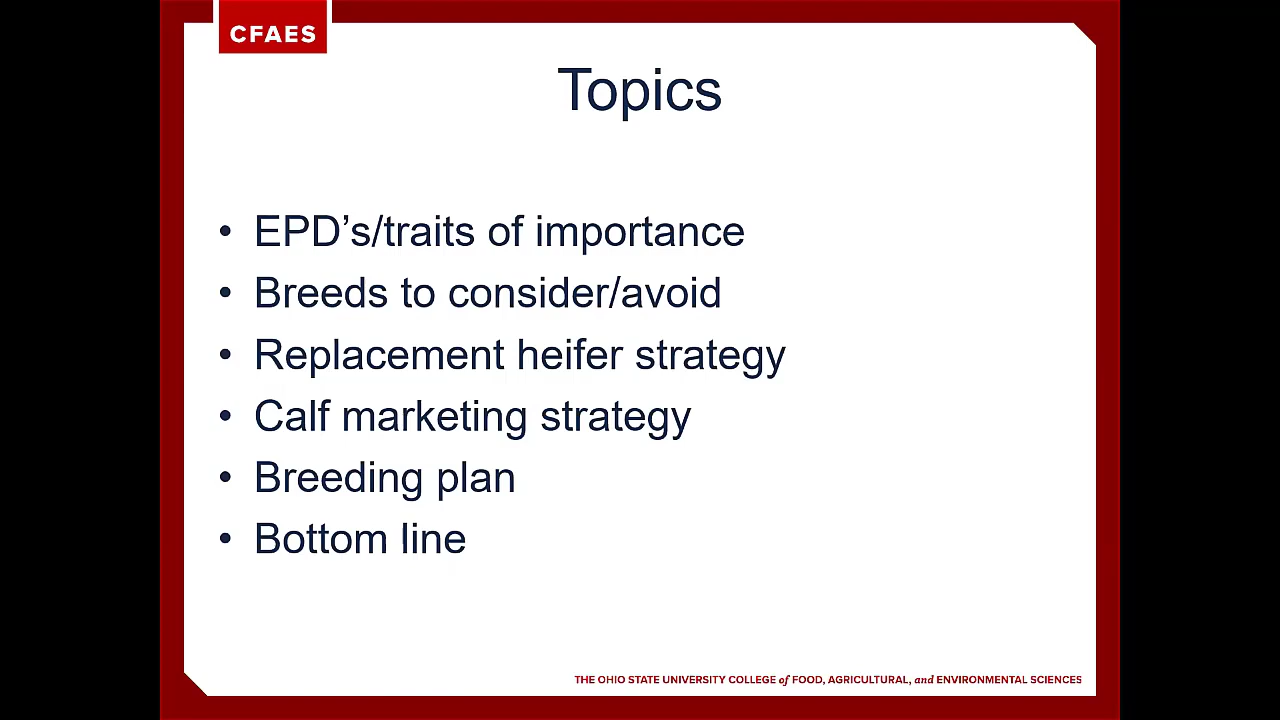 CFAES
Topics
• EPD’s/traits of importance
• Breeds to consider/avoid
• Replacement heifer strategy
• Calf marketing strategy
• Breeding plan
• Bottom line
THE OHIO STATE UNIVERSITY COLLEGE of FOOD, AGRICULTURAL, and ENVIRONMENTAL SCIENCES